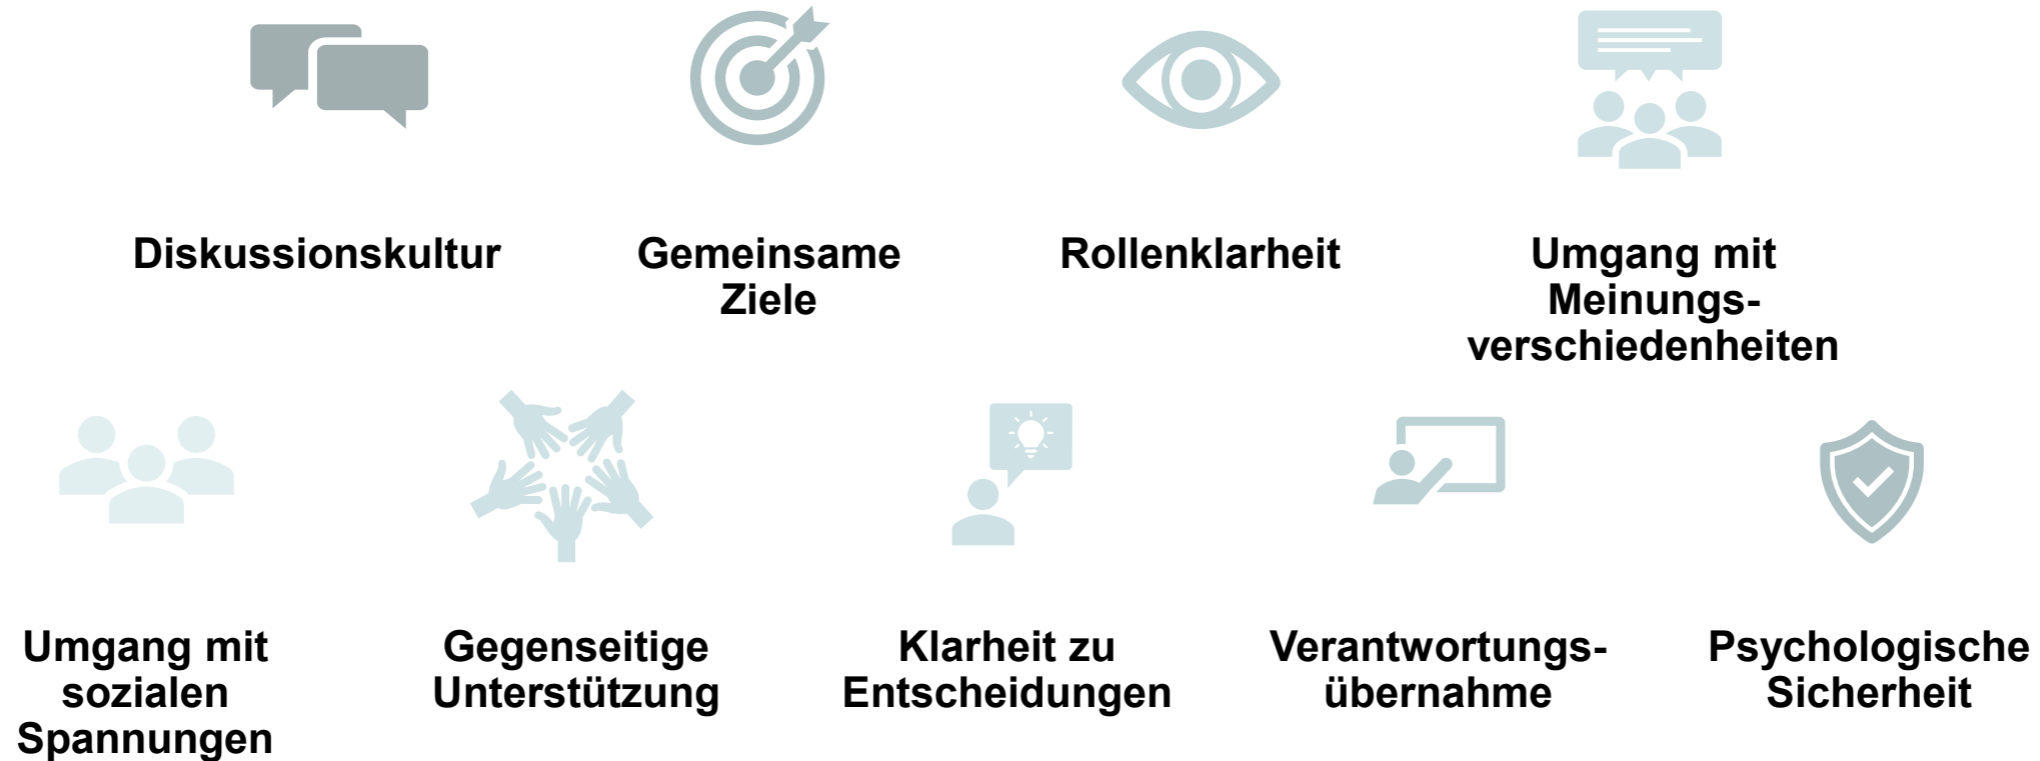 Diskussionskultur
Gemeinsame
Ziele
Rollenklarheit
Umgang mit
Meinungs-
verschiedenheiten
Umgang mit
sozialen
Spannungen
Gegenseitige
Unterstützung
Klarheit zu
Entscheidungen
Verantwortungs-
übernahme
Psychologische
Sicherheit